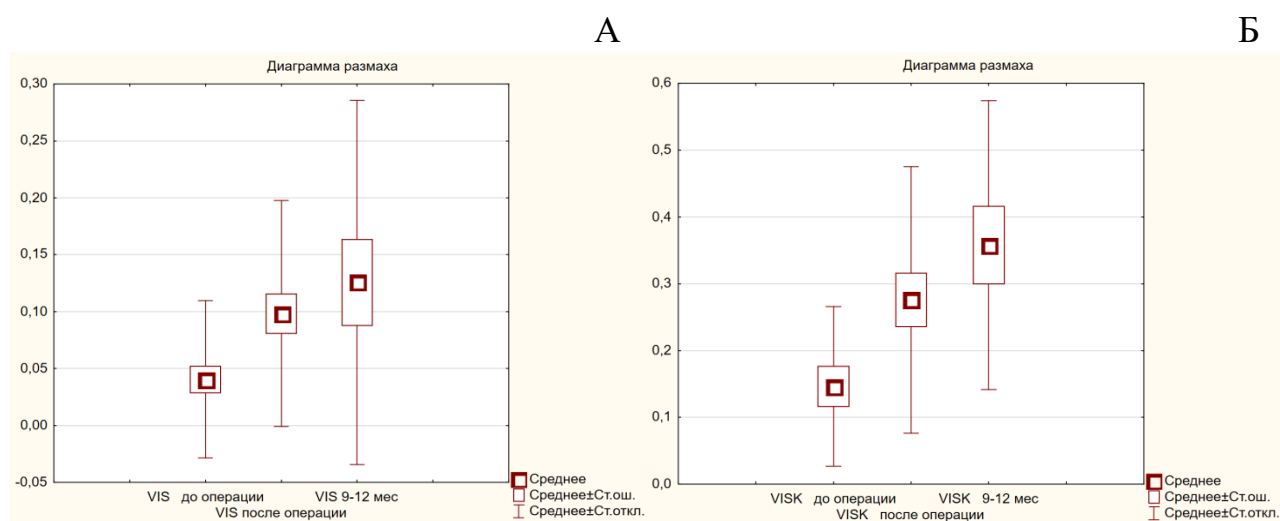 А
Б
Диаграмма размаха
0,30
0,25
0,20
0,15
0,10
0,05
0,00
-0,05
VIS до операции
VIS 9-12 мес
VIS после операции
Среднее
Среднее±Ст.ош.
Среднее±Ст.откл.
Диаграмма размаха
0,6
0,5
0,4
0,3
0,2
0,1
0,0
VISK до операции
VISK 9-12 мес
VISK после операции
Среднее
Среднее±Ст.ош.
Среднее±Ст.откл.